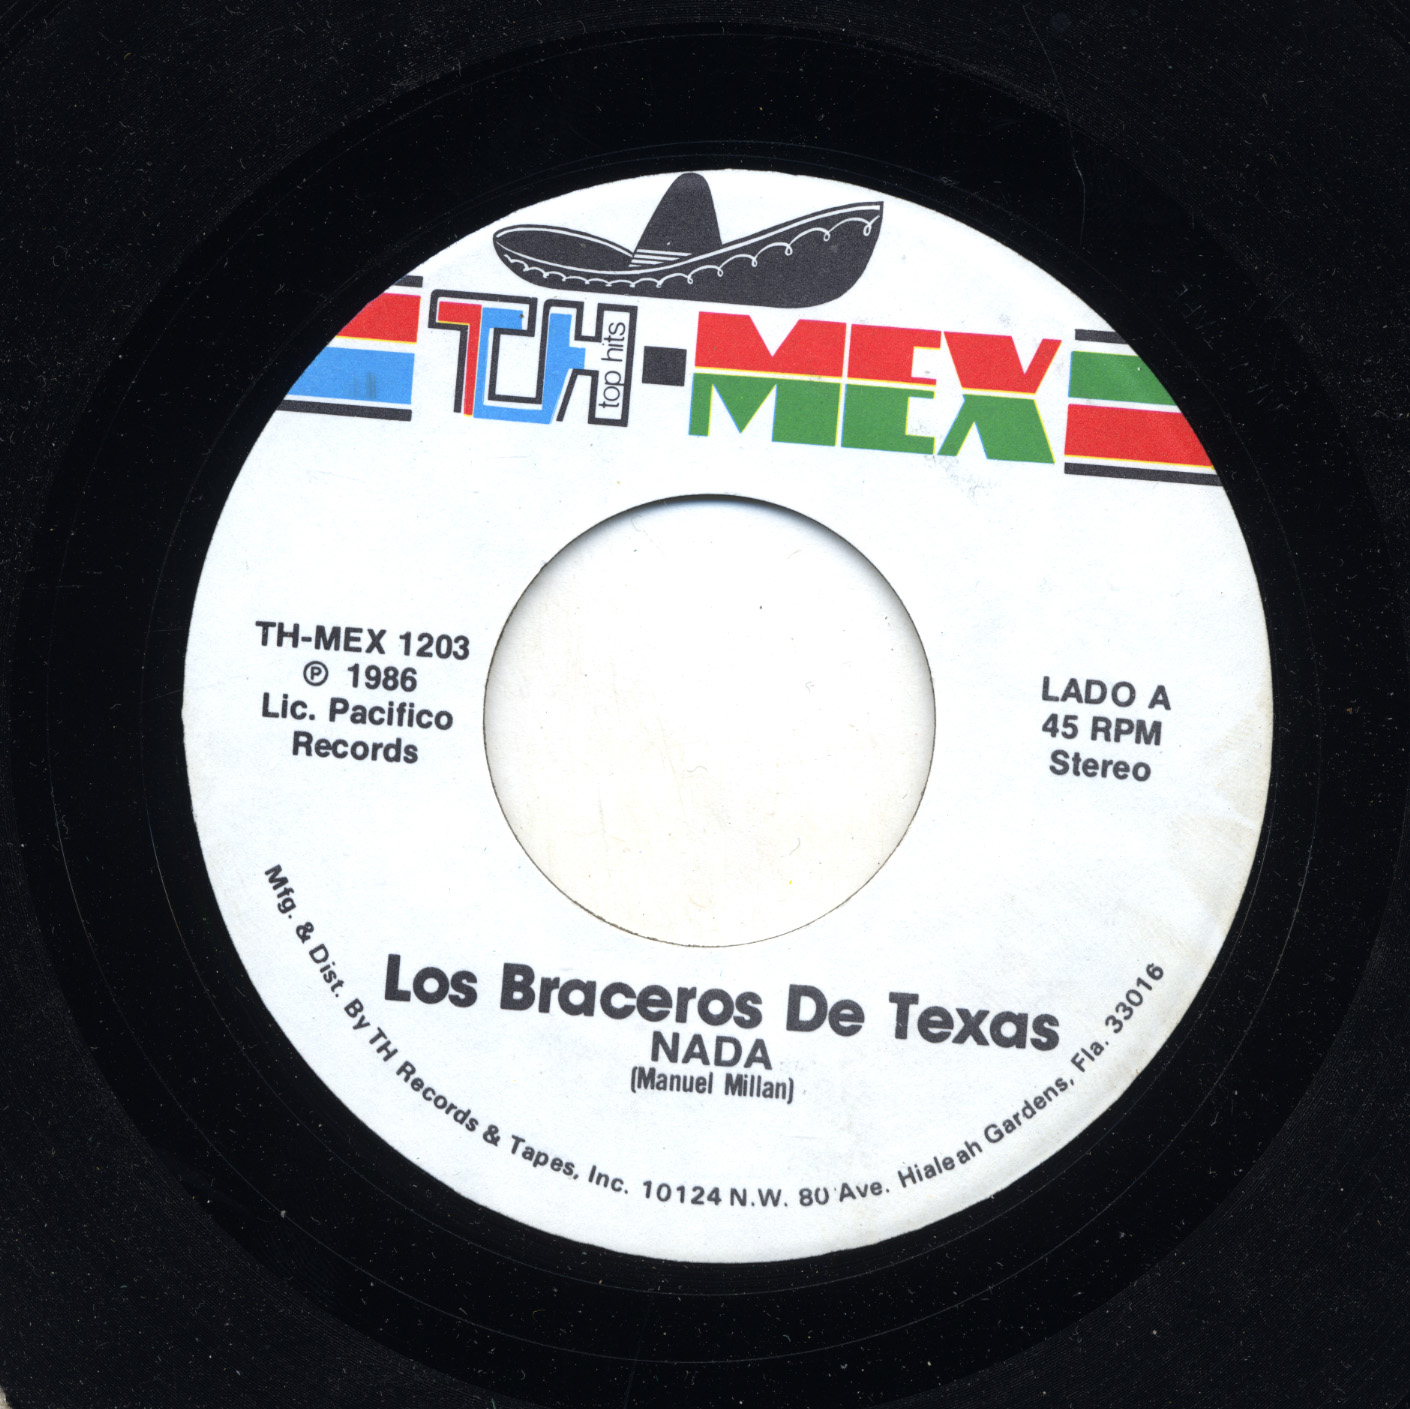 TH-MEX
top hits
TH-MEX 1203
℗ 1986
Lic. Pacifico
Records
LADO A
45 RPM
Stereo
Los Braceros De Texas
NADA
(Manuel Millan)
Mfg. & Dist. By TH Records & Tapes, Inc. 10124 N.W. 80 Ave. Hialeah Gardens, Fla. 33016